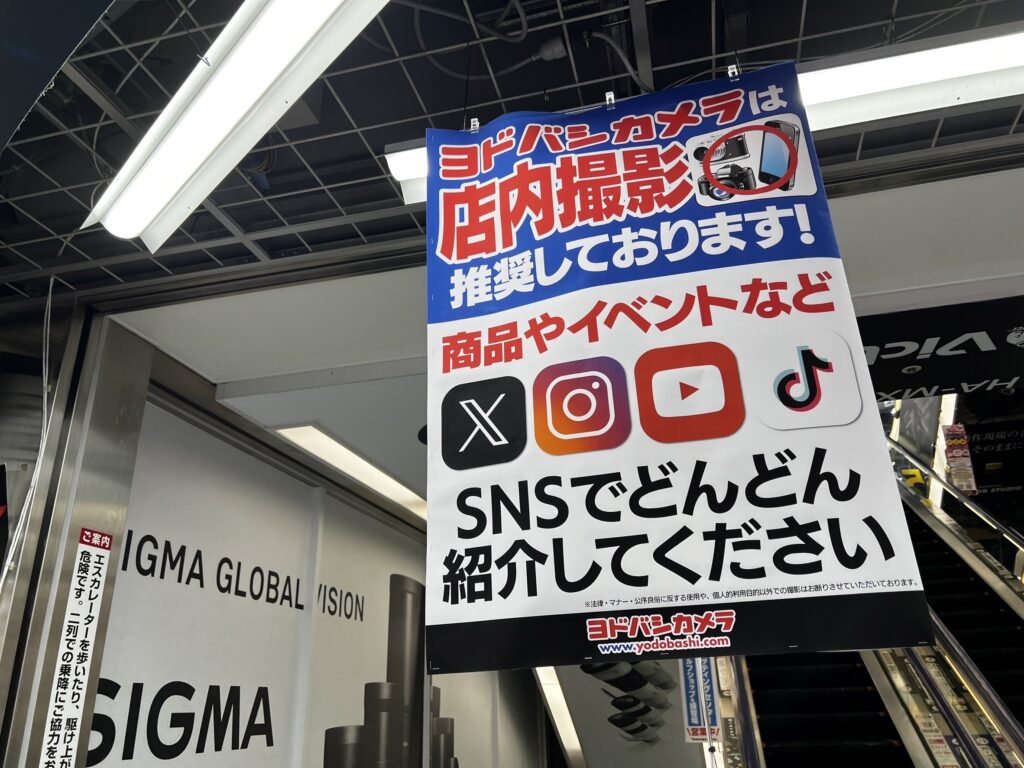 ヨドバシカメラは
店内撮影
推奨しております!
商品やイベントなど
SNSでどんどん
紹介してください
※法律・マナー・公序良俗に反する使用や、個人的利用目的以外での撮影はお断りさせていただいております。
ヨドバシカメラ
www.yodobashi.com
IGMA GLOBAL VISION
SIGMA
ご案内
エスカレーターを歩いたり、駆け上が
危険です。二列での乗降にご協力をお
Vict
HA-MX